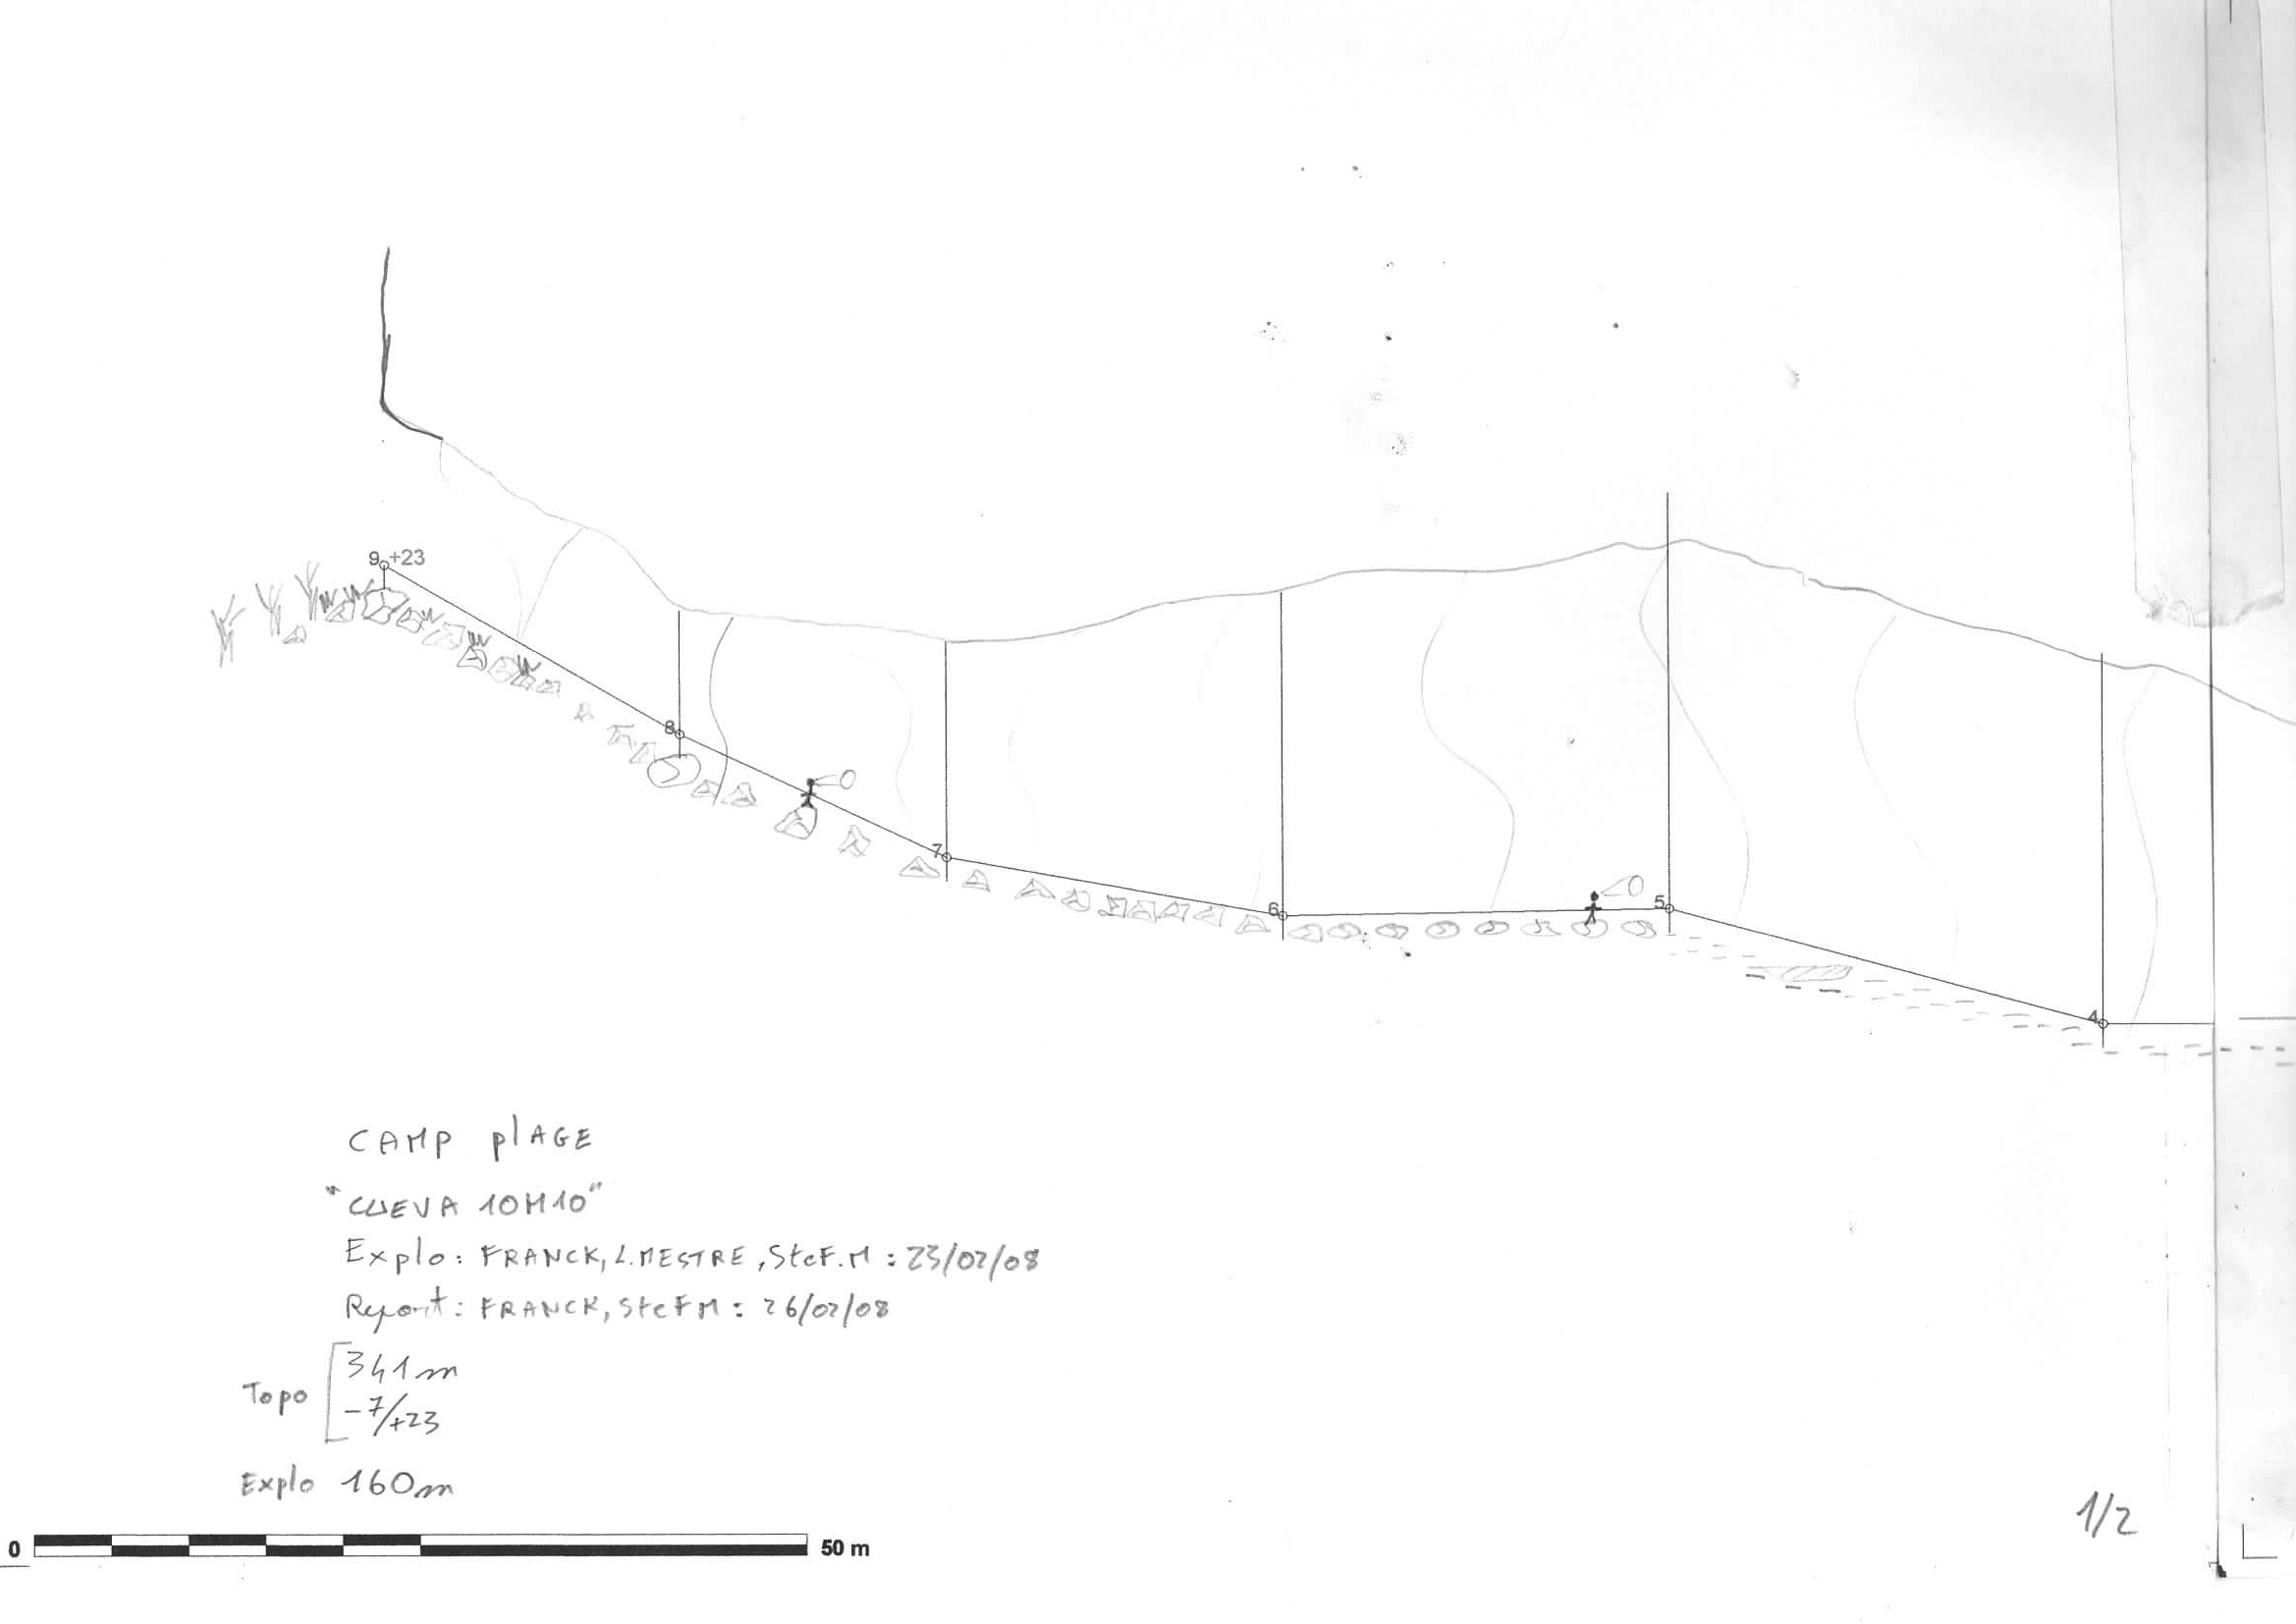 9 +23
8
7
6
5
4
CAMP plAGE
"CUEVA 10H10"
Explo: FRANCK, L.MESTRE, SteF.M : 23/02/08
Report: FRANCK, SteFM : 26/02/08
Topo [341m
-7/+23
Explo 160m
0 50 m
1/2